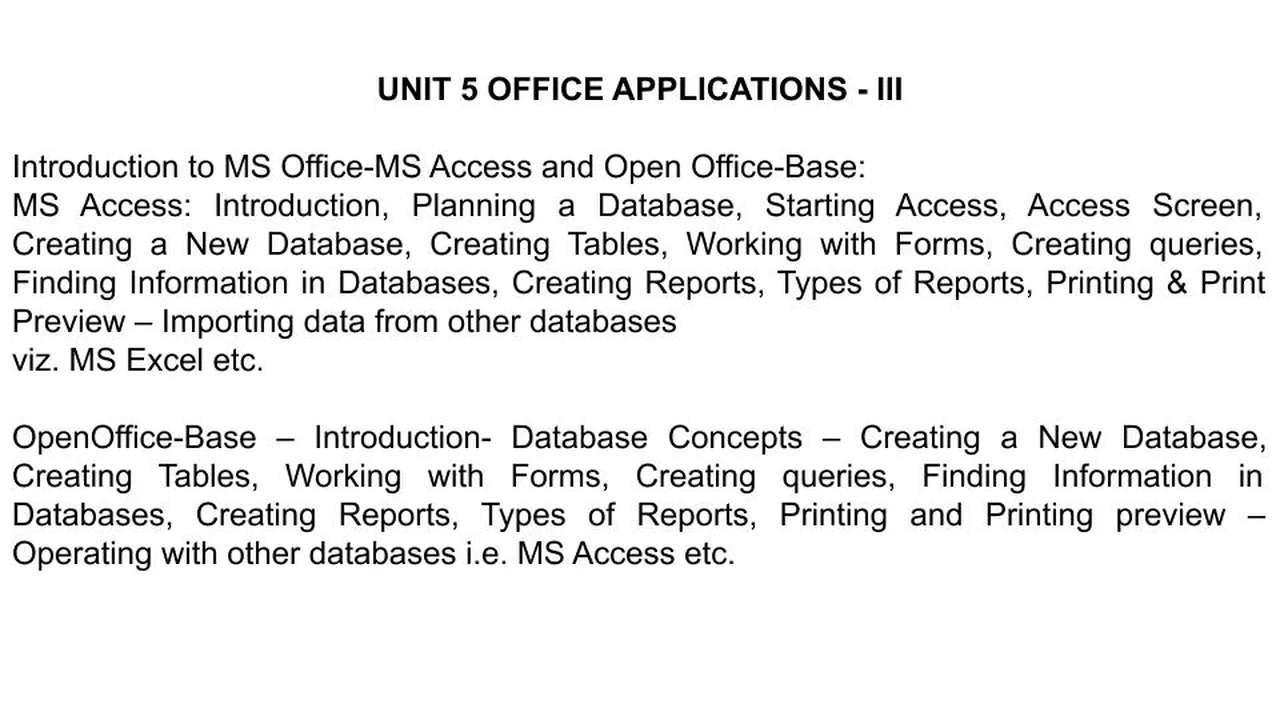 UNIT 5 OFFICE APPLICATIONS - III
Introduction to MS Office-MS Access and Open Office-Base:
MS Access: Introduction, Planning a Database, Starting Access, Access Screen,
Creating a New Database, Creating Tables, Working with Forms, Creating queries,
Finding Information in Databases, Creating Reports, Types of Reports, Printing & Print
Preview – Importing data from other databases
viz. MS Excel etc.
OpenOffice-Base – Introduction- Database Concepts – Creating a New Database,
Creating Tables, Working with Forms, Creating queries, Finding Information in
Databases, Creating Reports, Types of Reports, Printing and Printing preview –
Operating with other databases i.e. MS Access etc.